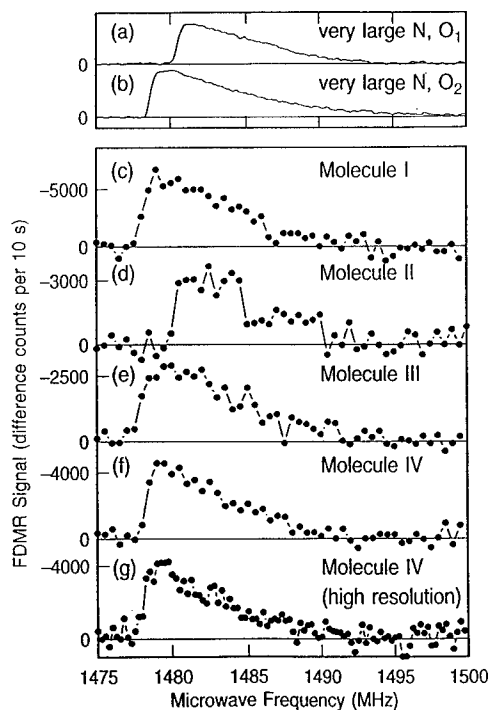 (a) very large N, O₁
0
(b) very large N, O₂
0
(c) Molecule I
−5000
0
(d) Molecule II
−3000
0
(e) Molecule III
−2500
0
(f) Molecule IV
−4000
0
(g) Molecule IV
(high resolution)
−4000
0
FDMR Signal (difference counts per 10 s)
1475 1480 1485 1490 1495 1500
Microwave Frequency (MHz)